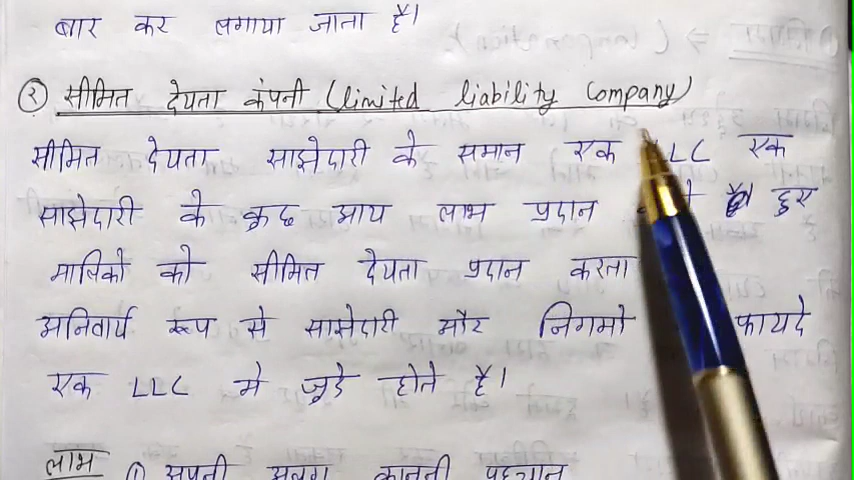 बार कर लगाया जाता है।
२ सीमित देयता कंपनी (limited liability Company)
सीमित देयता साझेदारी के समान एक LLC एक
साझेदारी के कुछ आय लाभ प्रदान हुए
मालिको को सीमित देयता प्रदान करता
अनिवार्य रूप से साझेदारी और निगमो फायदे
एक LLC मे जुडे होते है।
लाभ ① अपनी अलग कानूनी पहचान